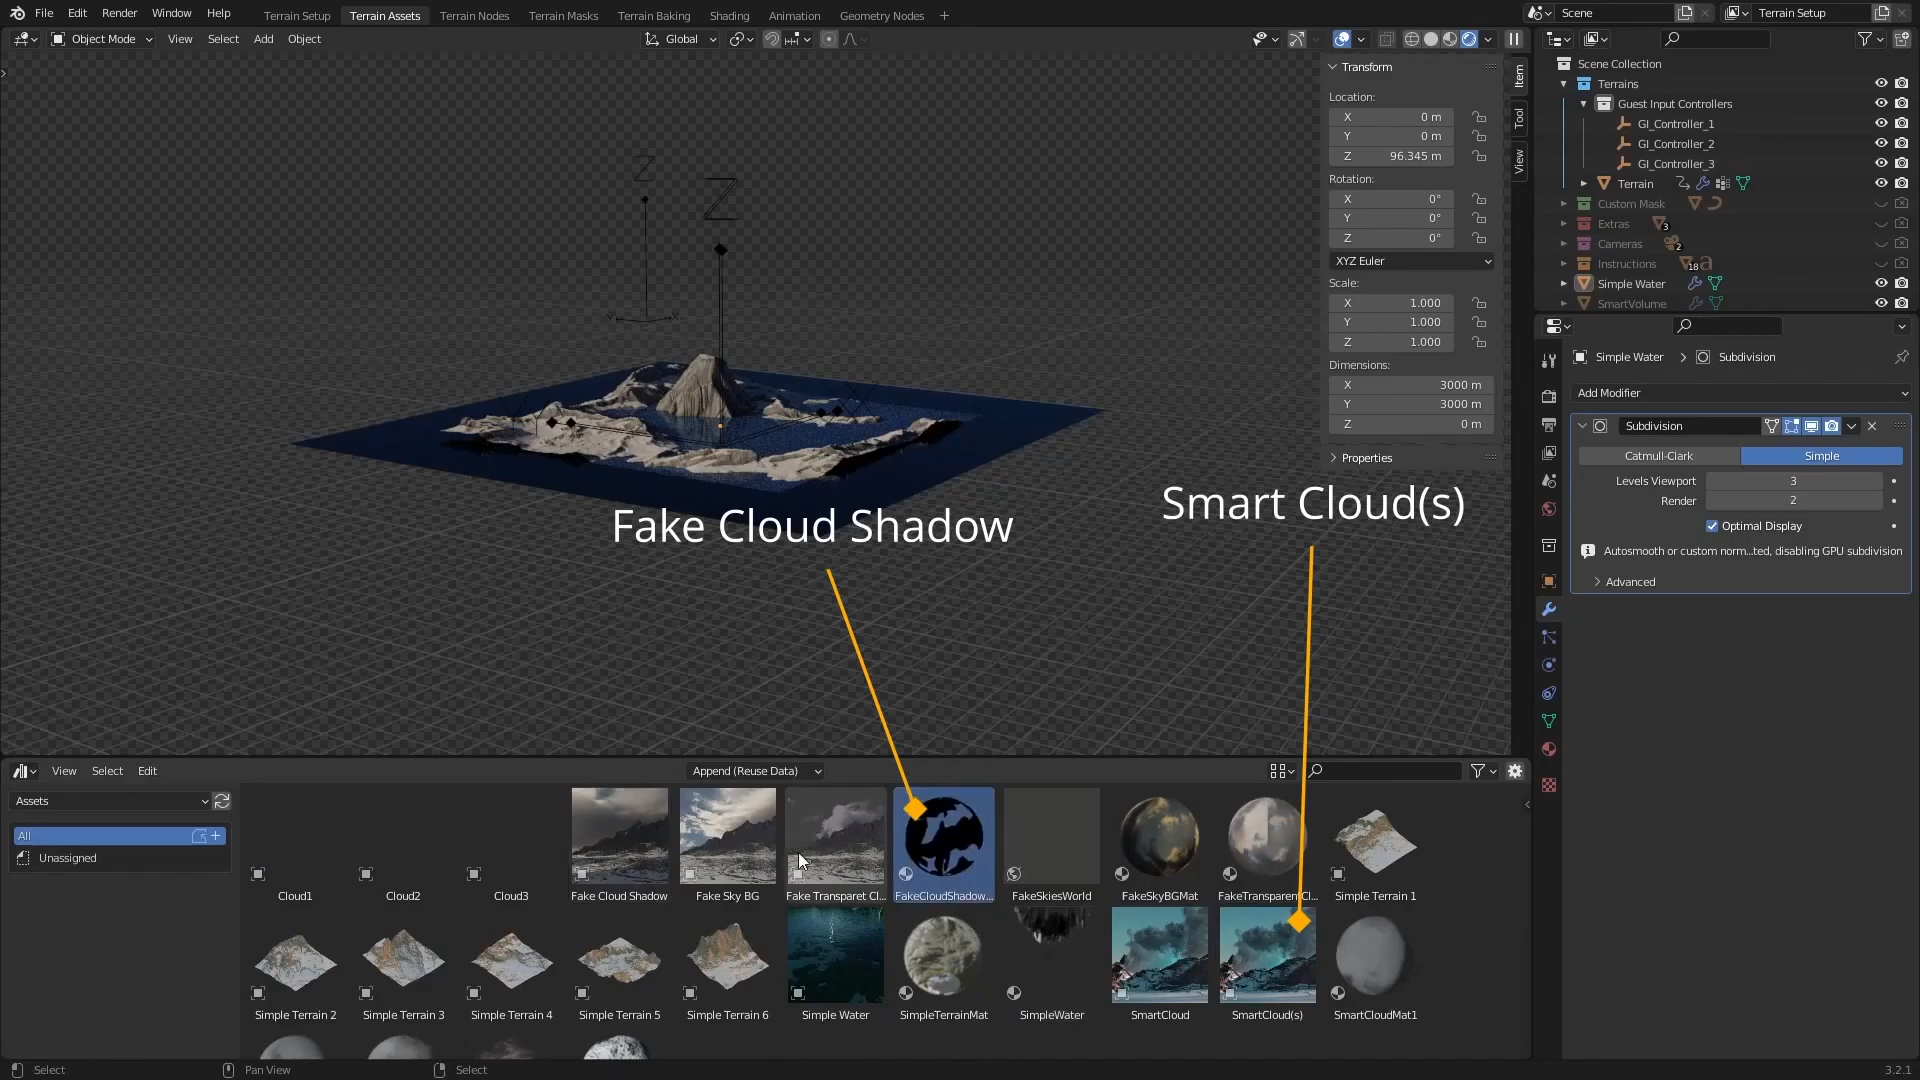 File Edit Render Window Help
Terrain Setup Terrain Assets Terrain Nodes Terrain Masks Terrain Baking Shading Animation Geometry Nodes +
Scene
Terrain Setup
Object Mode View Select Add Object
Global
Transform
Location:
X 0 m
Y 0 m
Z 96.345 m
Rotation:
X 0°
Y 0°
Z 0°
XYZ Euler
Scale:
X 1.000
Y 1.000
Z 1.000
Dimensions:
X 3000 m
Y 3000 m
Z 0 m
Properties
Item
Tool
View
Scene Collection
Terrains
Guest Input Controllers
GI_Controller_1
GI_Controller_2
GI_Controller_3
Terrain
Custom Mask
Extras 3
Cameras 2
Instructions 18
Simple Water
SmartVolume
Simple Water > Subdivision
Add Modifier
Subdivision
Catmull-Clark Simple
Levels Viewport 3
Render 2
Optimal Display
Autosmooth or custom norm...ted, disabling GPU subdivision
Advanced
Z
Z
Y X
Fake Cloud Shadow
Smart Cloud(s)
View Select Edit
Append (Reuse Data)
Assets
All
Unassigned
Cloud1 Cloud2 Cloud3 Fake Cloud Shadow Fake Sky BG Fake Transparet Cl... FakeCloudShadow... FakeSkiesWorld FakeSkyBGMat FakeTransparentCl... Simple Terrain 1
Simple Terrain 2 Simple Terrain 3 Simple Terrain 4 Simple Terrain 5 Simple Terrain 6 Simple Water SimpleTerrainMat SimpleWater SmartCloud SmartCloud(s) SmartCloudMat1
Select Pan View Select
3.2.1